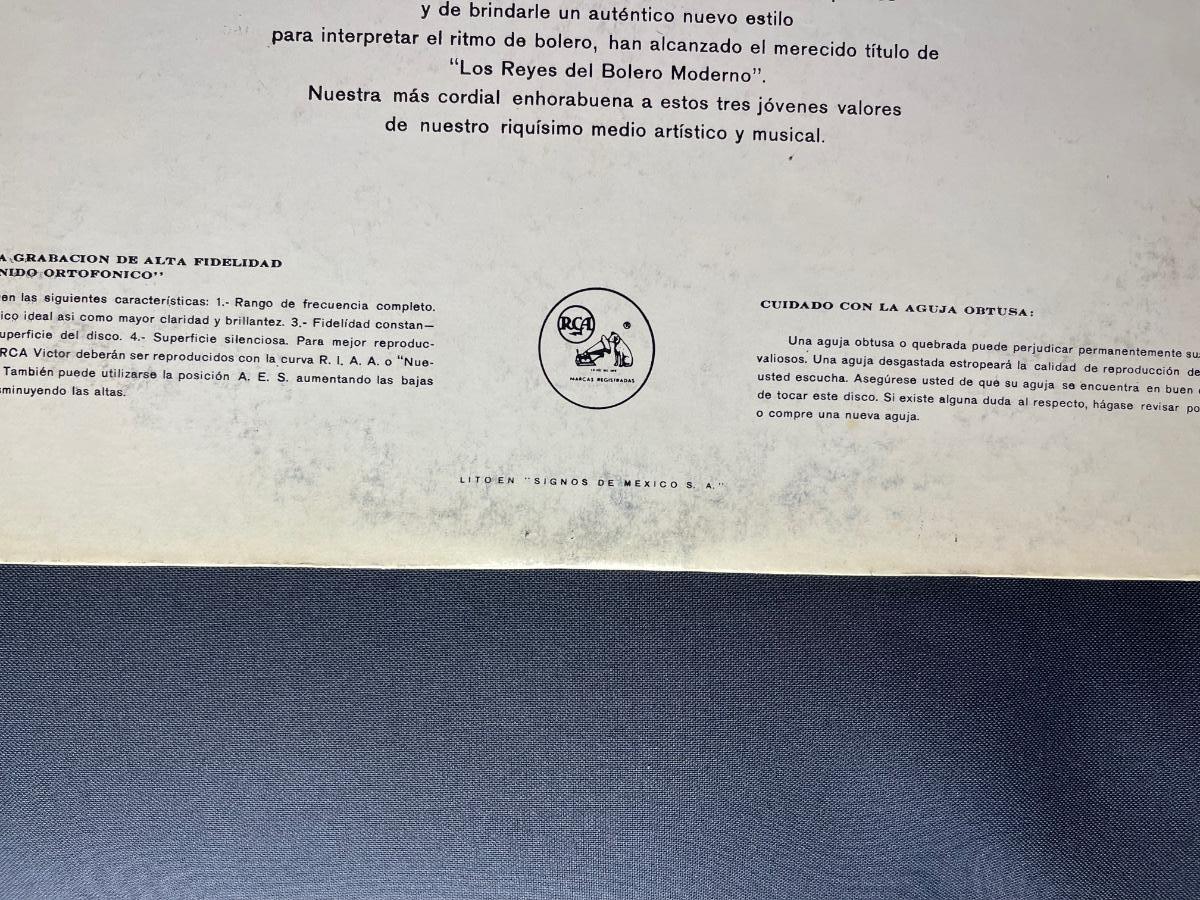 y de brindarle un auténtico nuevo estilo
para interpretar el ritmo de bolero, han alcanzado el merecido título de
“Los Reyes del Bolero Moderno”.
Nuestra más cordial enhorabuena a estos tres jóvenes valores
de nuestro riquísimo medio artístico y musical.
A GRABACION DE ALTA FIDELIDAD
NIDO ORTOFONICO”
en las siguientes características: 1.- Rango de frecuencia completo.
ico ideal asi como mayor claridad y brillantez. 3.- Fidelídad constan—
uperficie del disco. 4.- Superficie silenciosa. Para mejor reproduc-
RCA Victor deberán ser reproducidos con la curva R. I. A. A. o “Nue-
También puede utilizarse la posición A. E. S. aumentando las bajas
sminuyendo las altas.
RCA
®
MARCAS REGISTRADAS
CUIDADO CON LA AGUJA OBTUSA:
Una aguja obtusa o quebrada puede perjudicar permanentemente su
valiosos. Una aguja desgastada estropeará la calidad de reproducción de
usted escucha. Asegúrese usted de que su aguja se encuentra en buen
de tocar este disco. Si existe alguna duda al respecto, hágase revisar po
o compre una nueva aguja.
LITO EN “SIGNOS DE MEXICO S. A.”